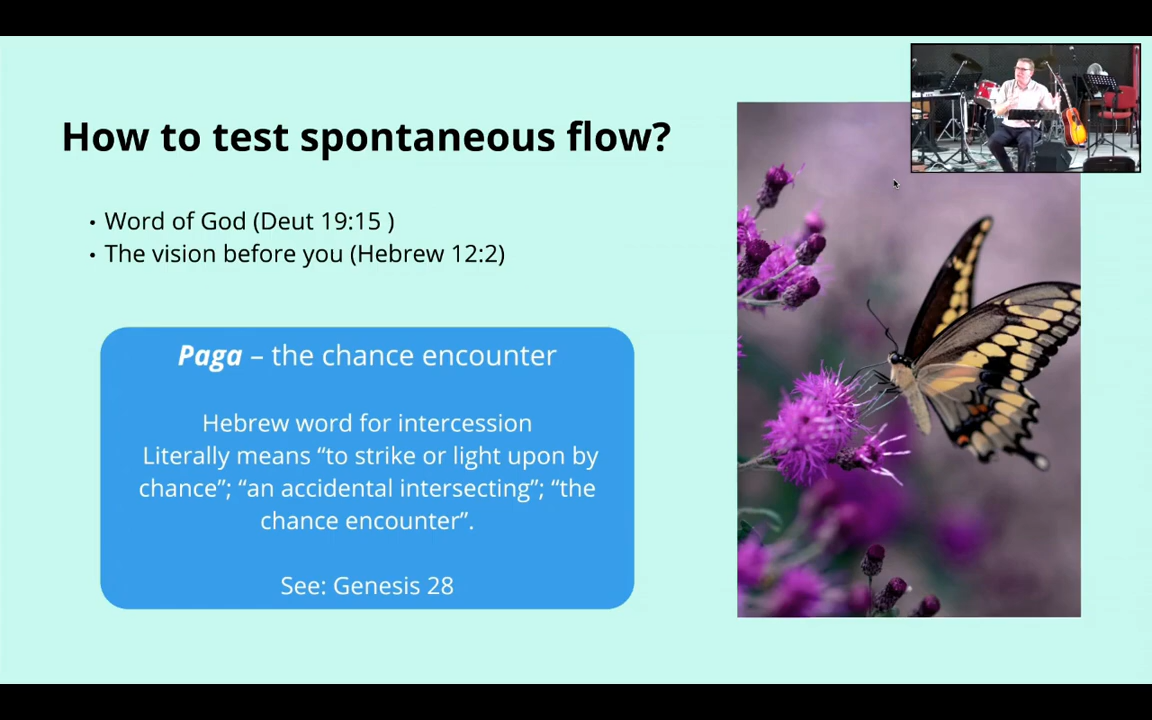 How to test spontaneous flow?
• Word of God (Deut 19:15 )
• The vision before you (Hebrew 12:2)
Paga – the chance encounter
Hebrew word for intercession
Literally means “to strike or light upon by
chance”; “an accidental intersecting”; “the
chance encounter”.
See: Genesis 28